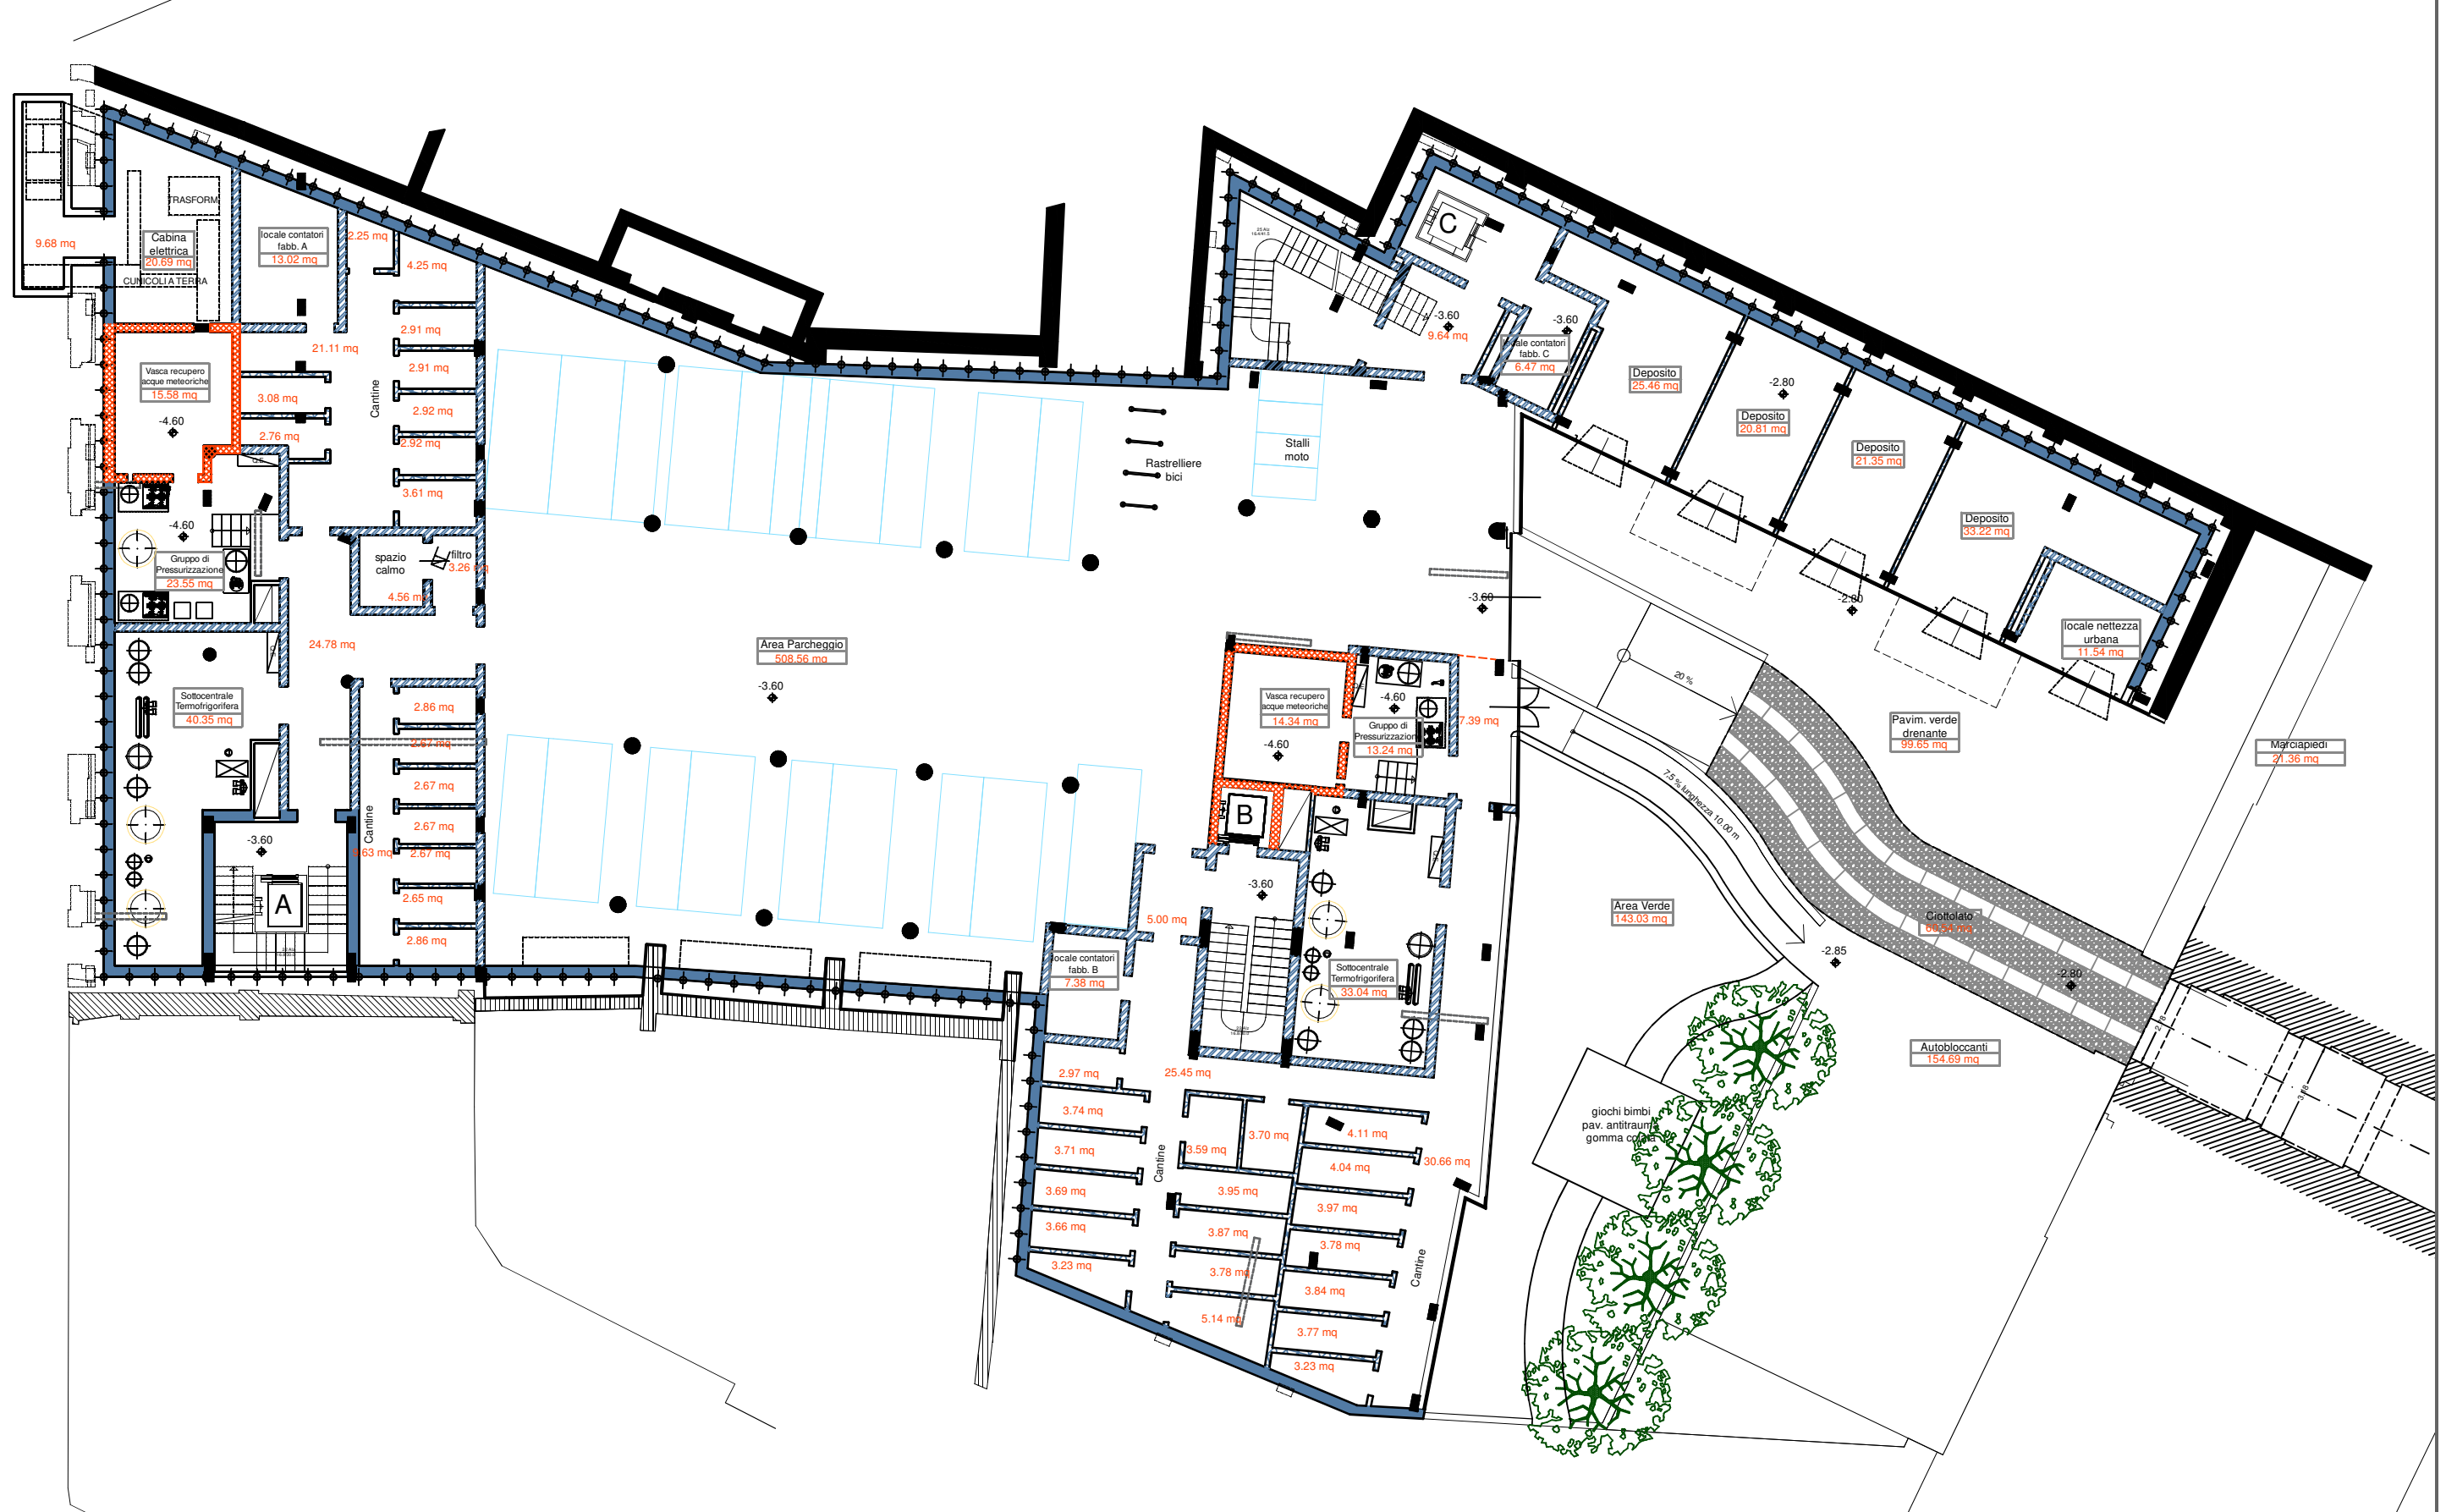 TRASFORM
Cabina
elettrica
20.69 mq
9.68 mq
CUNICOLI A TERRA
locale contatori
fabb. A
13.02 mq
2.25 mq
4.25 mq
2.91 mq
21.11 mq
2.91 mq
Cantine
2.92 mq
2.92 mq
3.61 mq
3.08 mq
2.76 mq
Vasca recupero
acque meteoriche
15.58 mq
-4.60
-4.60
Gruppo di
Pressurizzazione
23.55 mq
spazio
calmo
filtro
4.56 mq
24.78 mq
Sottocentrale
Termofrigorifera
40.35 mq
-3.60
A
Cantine
2.86 mq
2.67 mq
2.67 mq
2.67 mq
2.67 mq
2.65 mq
2.86 mq
Area Parcheggio
508.56 mq
-3.60
Rastrelliere
bici
Stalli
moto
C
-3.60
9.64 mq
-3.60
locale contatori
fabb. C
6.47 mq
Deposito
25.46 mq
-2.80
Deposito
20.81 mq
Deposito
21.35 mq
Deposito
33.22 mq
locale nettezza
urbana
11.54 mq
-2.80
-3.60
20 %
Vasca recupero
acque meteoriche
14.34 mq
-4.60
-4.60
Gruppo di
Pressurizzazione
13.24 mq
7.39 mq
B
-3.60
5.00 mq
locale contatori
fabb. B
7.38 mq
Sottocentrale
Termofrigorifera
33.04 mq
7.5 % lunghezza 10.00 m
Pavim. verde
drenante
99.65 mq
Marciapiedi
21.36 mq
Area Verde
143.03 mq
Ciottolato
-2.85
-2.80
Autobloccanti
154.69 mq
giochi bimbi
pav. antitrauma
gomma
2.97 mq
25.45 mq
3.74 mq
3.71 mq
3.69 mq
3.66 mq
3.23 mq
Cantine
3.59 mq
3.70 mq
3.95 mq
3.87 mq
3.78 mq
5.14 mq
4.11 mq
4.04 mq
3.97 mq
3.78 mq
3.84 mq
3.77 mq
3.23 mq
30.66 mq
Cantine